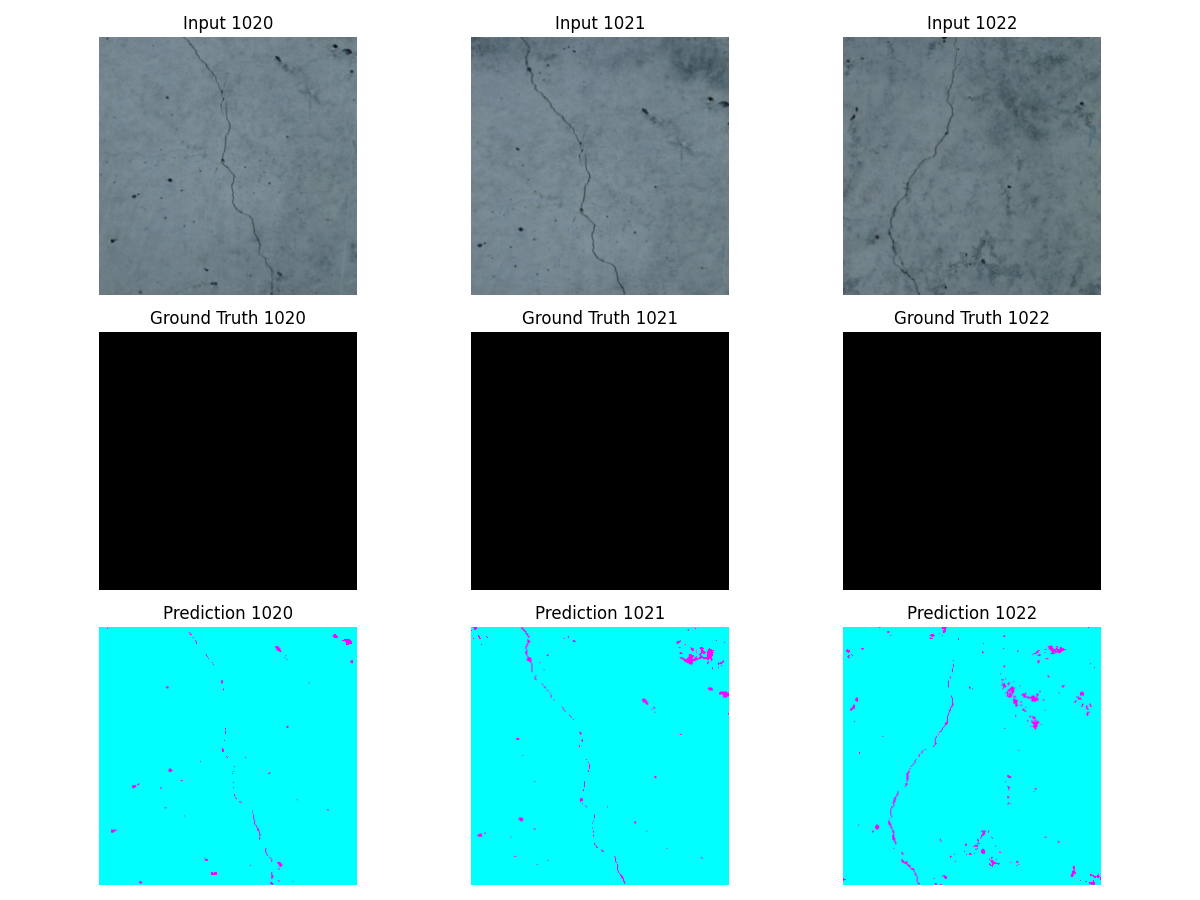 Input 1020
Input 1021
Input 1022
Ground Truth 1020
Ground Truth 1021
Ground Truth 1022
Prediction 1020
Prediction 1021
Prediction 1022